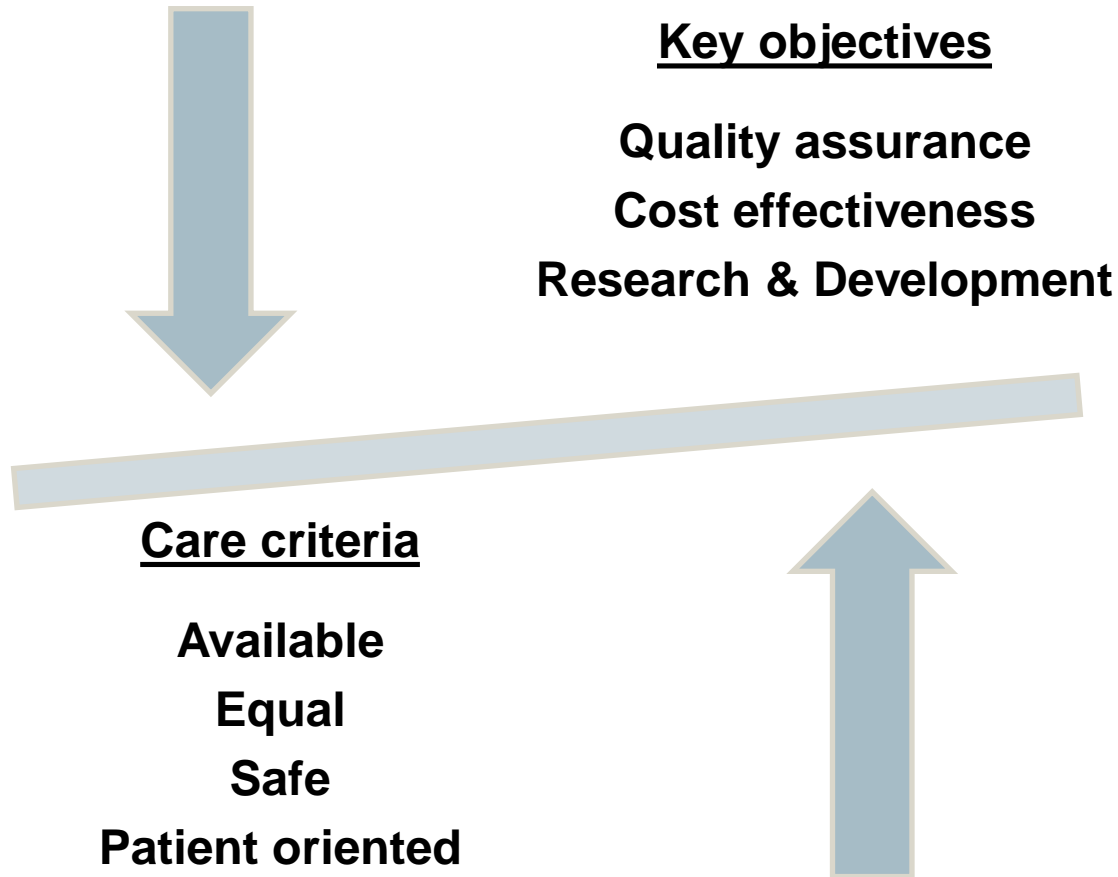 Key objectives
Quality assurance
Cost effectiveness
Research & Development
Care criteria
Available
Equal
Safe
Patient oriented